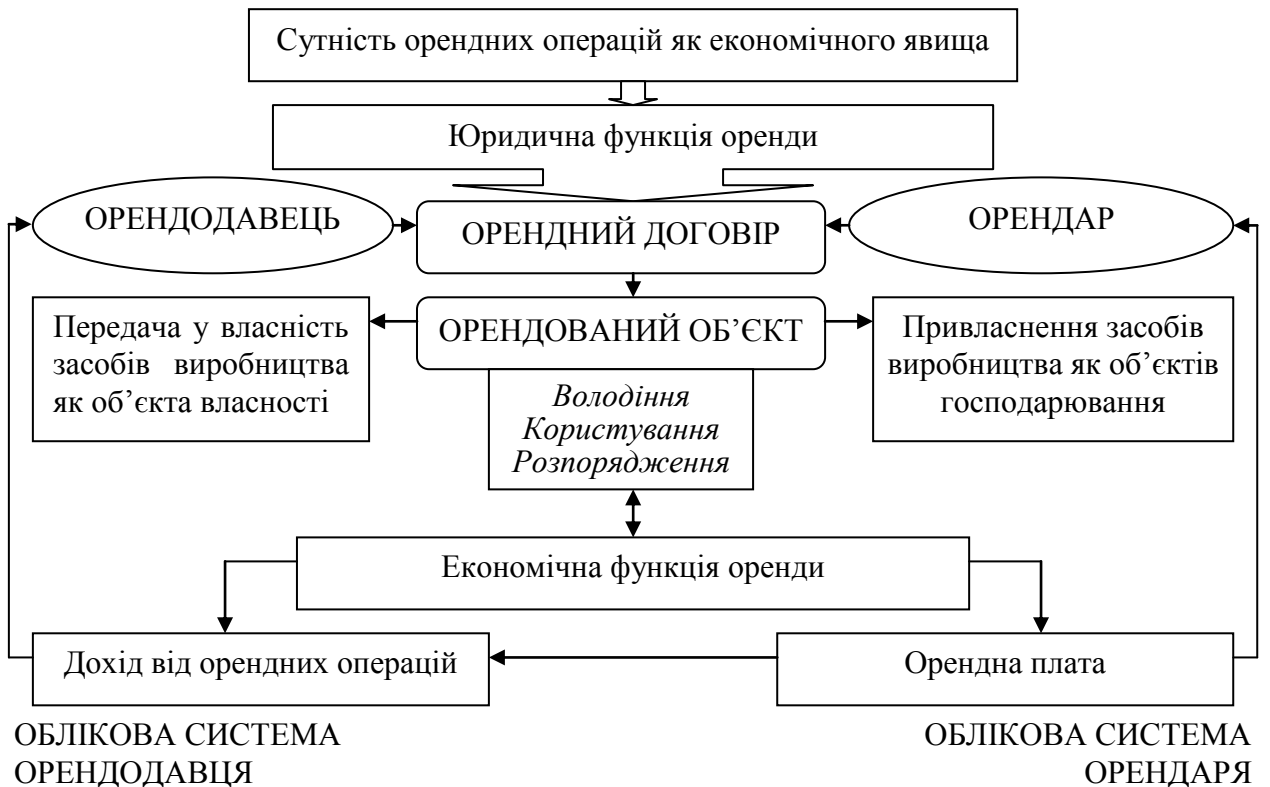 Сутність орендних операцій як економічного явища
Юридична функція оренди
ОРЕНДОДАВЕЦЬ
ОРЕНДНИЙ ДОГОВІР
ОРЕНДАР
Передача у власність
засобів виробництва
як об’єкта власності
ОРЕНДОВАНИЙ ОБ’ЄКТ
Привласнення засобів
виробництва як об’єктів
господарювання
Володіння
Користування
Розпорядження
Економічна функція оренди
Дохід від орендних операцій
Орендна плата
ОБЛІКОВА СИСТЕМА
ОРЕНДОДАВЦЯ
ОБЛІКОВА СИСТЕМА
ОРЕНДАРЯ